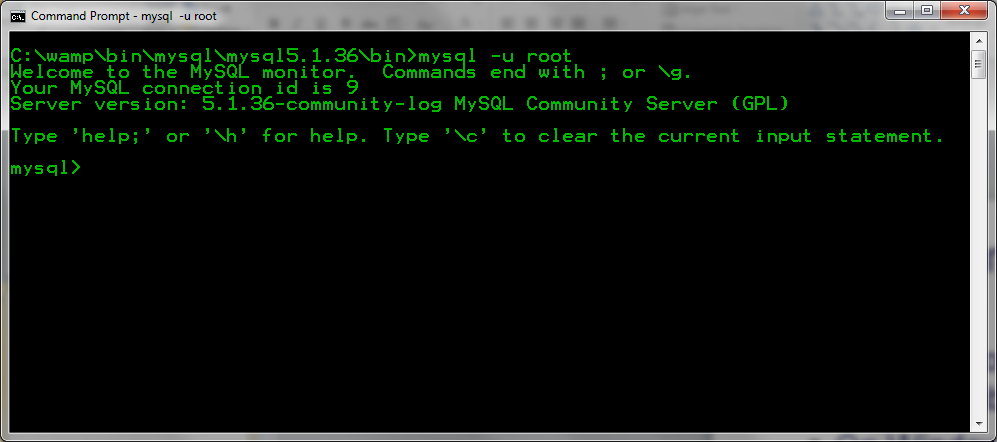 Command Prompt - mysql -u root
C:\wamp\bin\mysql\mysql5.1.36\bin>mysql -u root
Welcome to the MySQL monitor.  Commands end with ; or \g.
Your MySQL connection id is 9
Server version: 5.1.36-community-log MySQL Community Server (GPL)
Type 'help;' or '\h' for help. Type '\c' to clear the current input statement.
mysql>